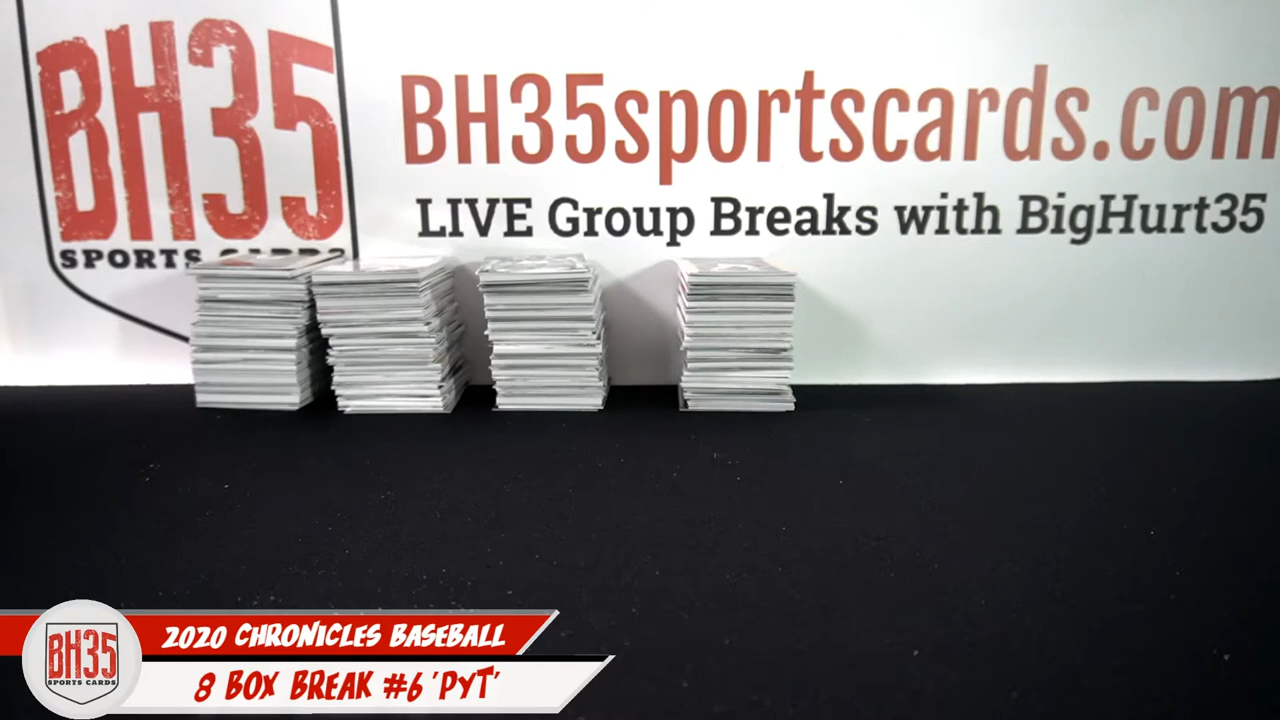 BH35
SPORTS CARDS
BH35sportscards.com
LIVE Group Breaks with BigHurt35
BH35
SPORTS CARDS
2020 CHRONICLES BASEBALL
8 BOX BREAK #6 'PYT'